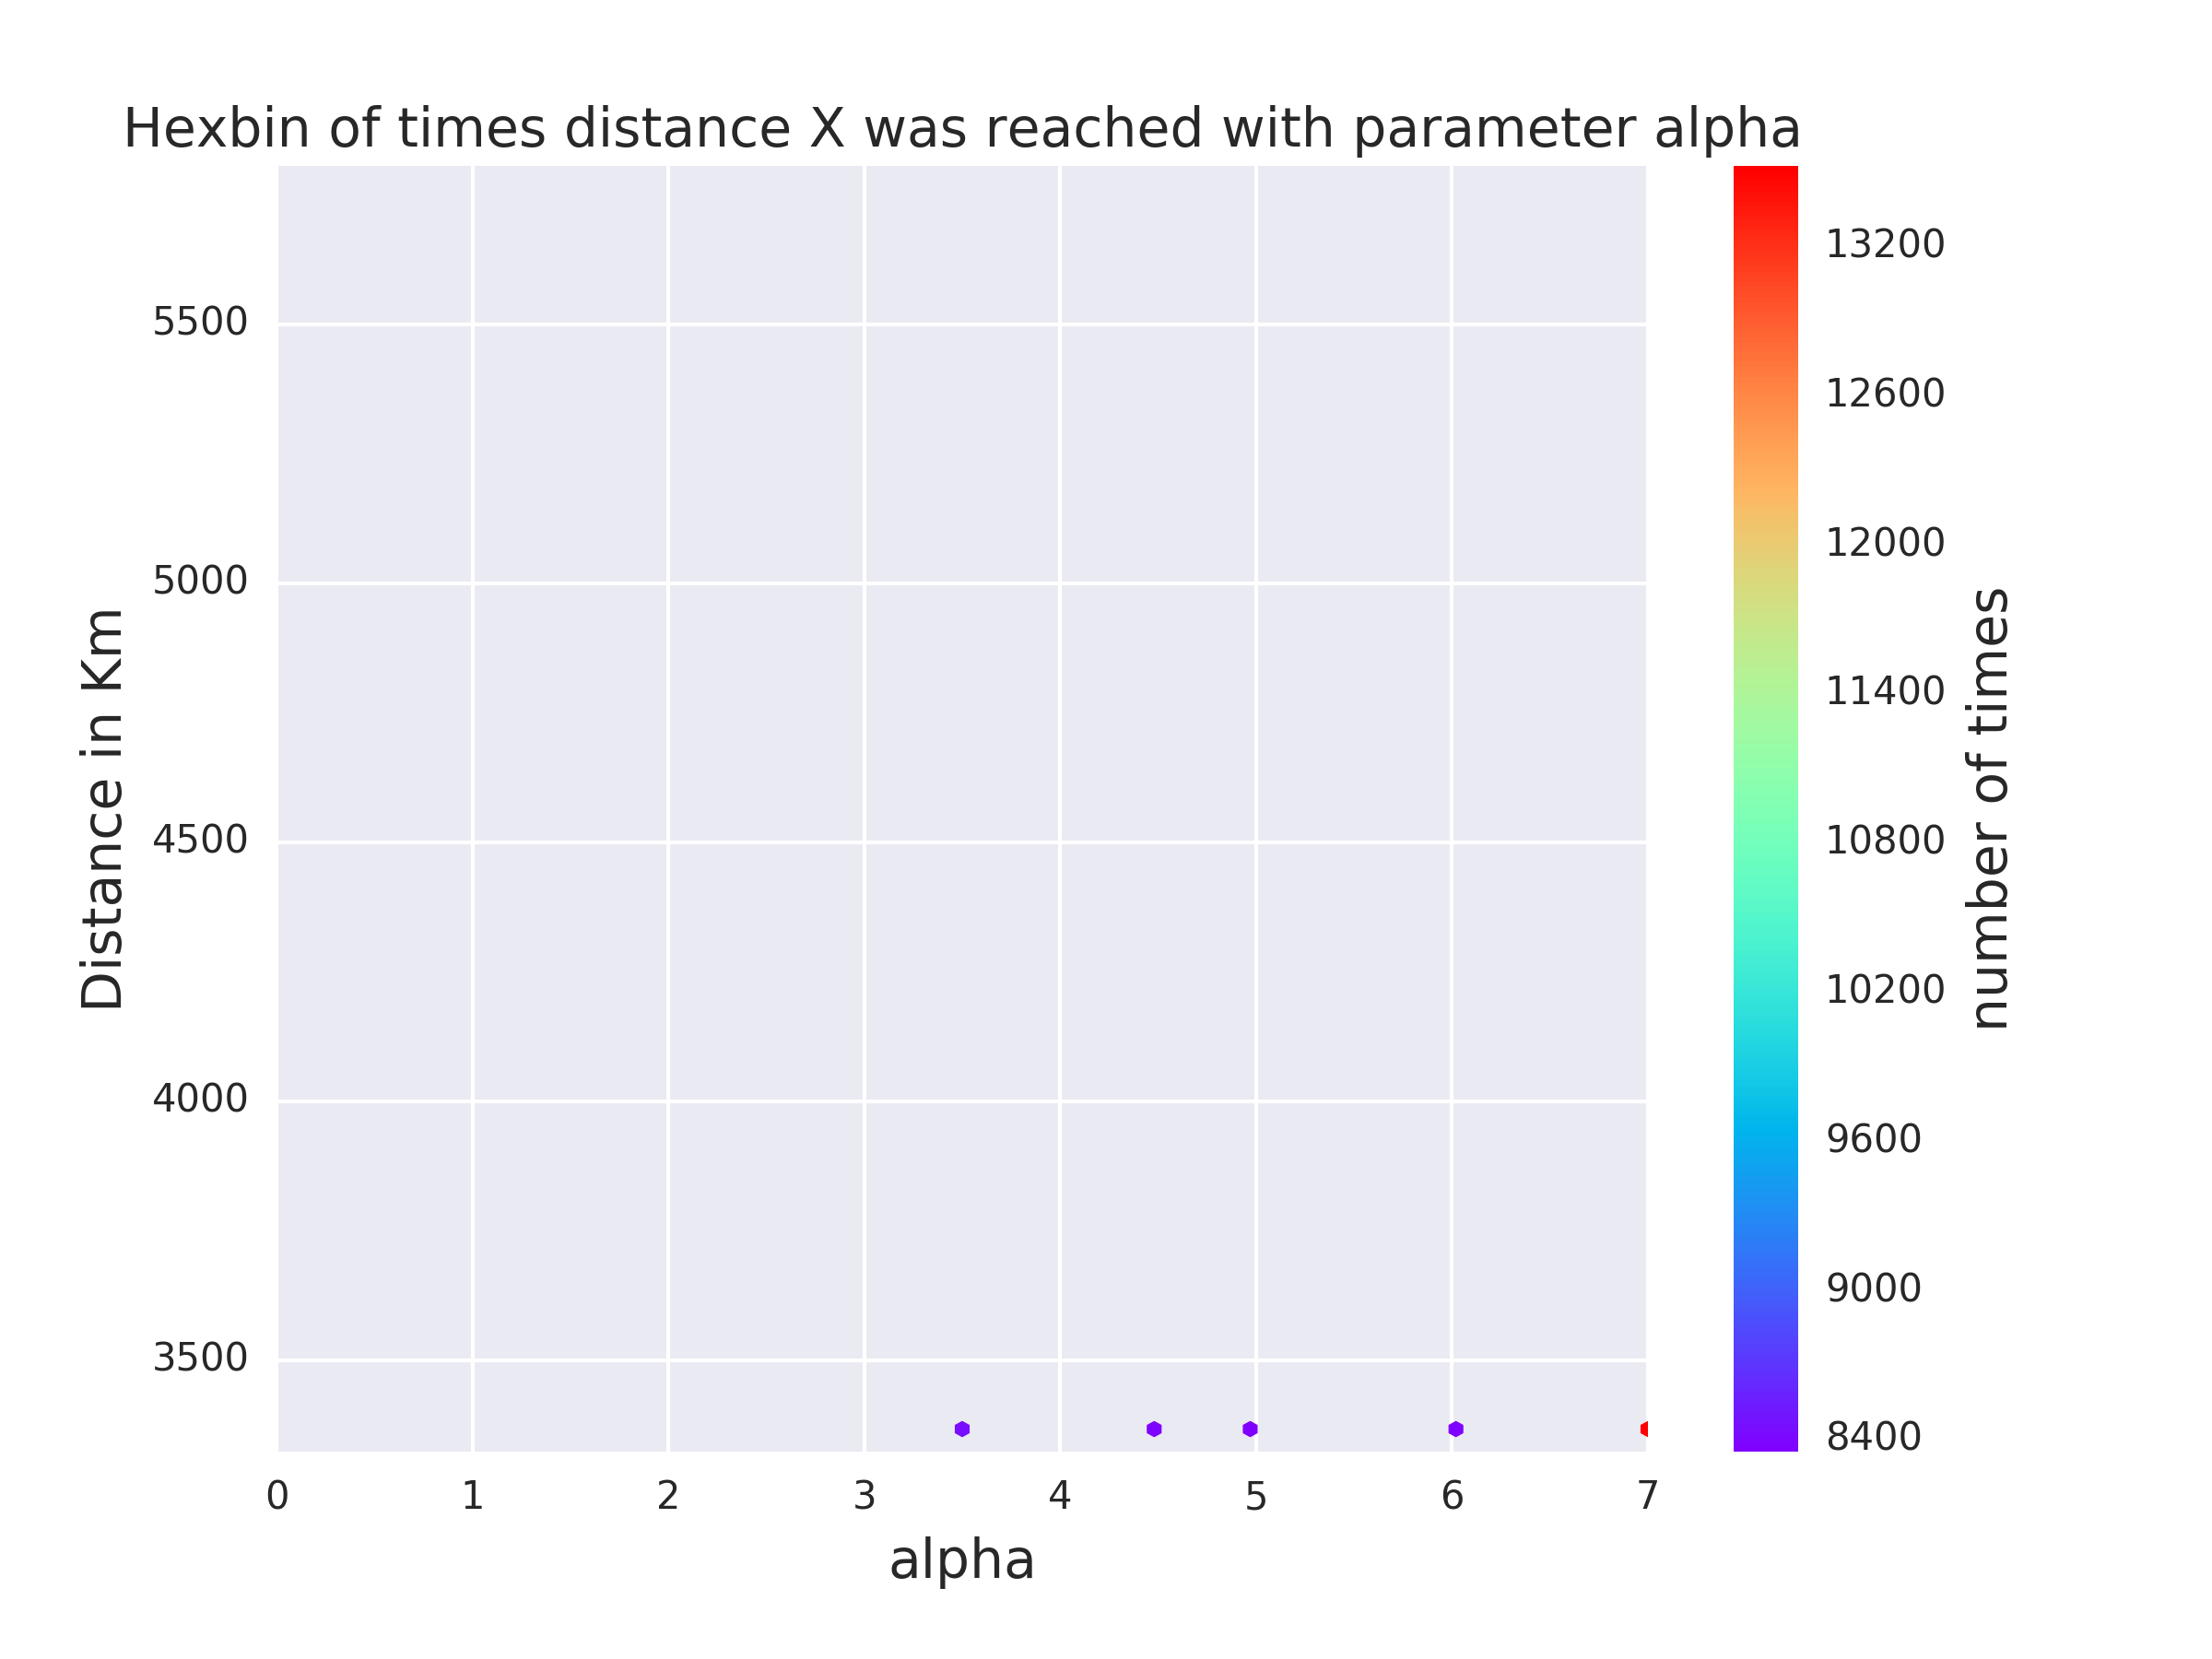 Hexbin of times distance X was reached with parameter alpha
Distance in Km
5500
5000
4500
4000
3500
0 1 2 3 4 5 6 7
alpha
13200
12600
12000
11400
10800
10200
9600
9000
8400
number of times